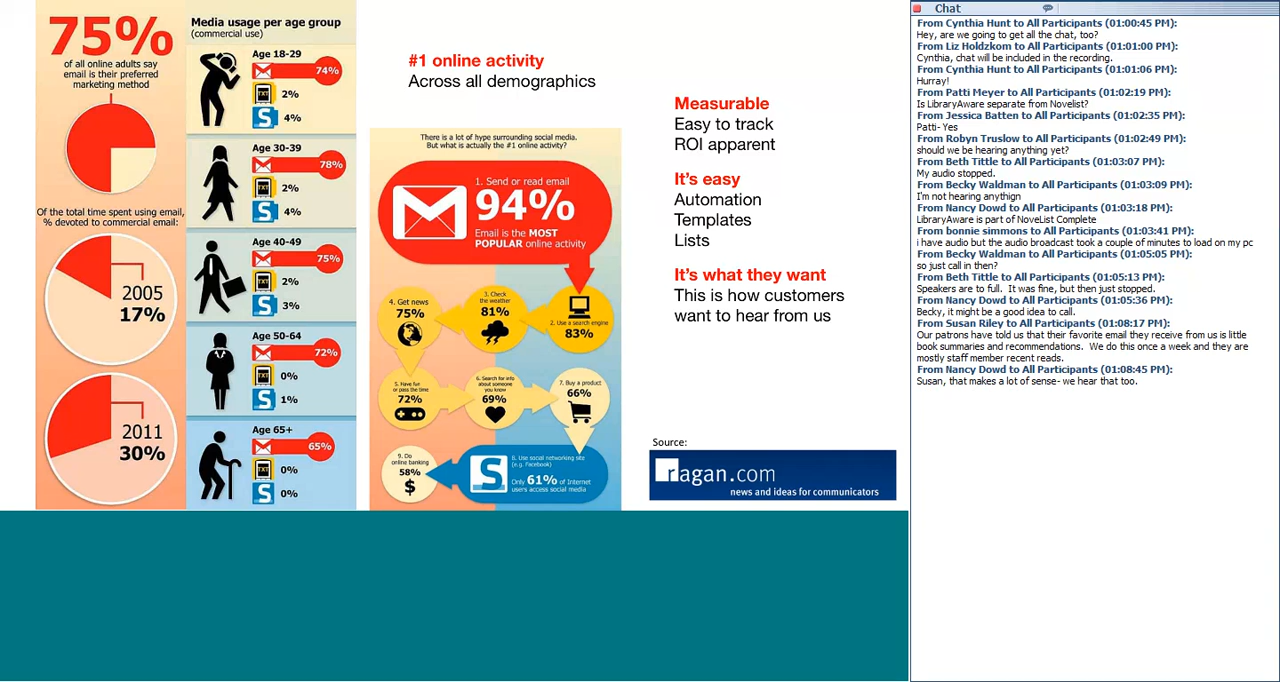 75%
of all online adults say
email is their preferred
marketing method
Of the total time spent using email,
% devoted to commercial email:
2005
17%
2011
30%
Media usage per age group
(commercial use)
Age 18-29
74%
TXT
2%
S
4%
Age 30-39
78%
TXT
2%
S
4%
Age 40-49
75%
TXT
2%
S
3%
Age 50-64
72%
TXT
0%
S
1%
Age 65+
65%
TXT
0%
S
0%
#1 online activity
Across all demographics
There is a lot of hype surrounding social media.
But what is actually the #1 online activity?
1. Send or read email
94%
Email is the MOST
POPULAR online activity
2. Use a search engine
83%
3. Check
the weather
81%
4. Get news
75%
5. Have fun
or pass the time
72%
6. Search for info
about someone
you know
69%
7. Buy a product
66%
S
8. Use social networking site
(e.g. Facebook)
Only 61% of Internet
users access social media
9. Do
online banking
58%
$
Measurable
Easy to track
ROI apparent
It's easy
Automation
Templates
Lists
It's what they want
This is how customers
want to hear from us
Source:
ragan.com
news and ideas for communicators
Chat
From Cynthia Hunt to All Participants (01:00:45 PM):
Hey, are we going to get all the chat, too?
From Liz Holdzkom to All Participants (01:01:00 PM):
Cynthia, chat will be included in the recording.
From Cynthia Hunt to All Participants (01:01:06 PM):
Hurray!
From Patti Meyer to All Participants (01:02:19 PM):
Is LibraryAware separate from Novelist?
From Jessica Batten to All Participants (01:02:35 PM):
Patti- Yes
From Robyn Truslow to All Participants (01:02:49 PM):
should we be hearing anything yet?
From Beth Tittle to All Participants (01:03:07 PM):
My audio stopped.
From Becky Waldman to All Participants (01:03:09 PM):
I'm not hearing anythign
From Nancy Dowd to All Participants (01:03:18 PM):
LibraryAware is part of NoveList Complete
From bonnie simmons to All Participants (01:03:41 PM):
i have audio but the audio broadcast took a couple of minutes to load on my pc
From Becky Waldman to All Participants (01:05:05 PM):
so just call in then?
From Beth Tittle to All Participants (01:05:13 PM):
Speakers are to full. It was fine, but then just stopped.
From Nancy Dowd to All Participants (01:05:36 PM):
Becky, it might be a good idea to call.
From Susan Riley to All Participants (01:08:17 PM):
Our patrons have told us that their favorite email they receive from us is little
book summaries and recommendations. We do this once a week and they are
mostly staff member recent reads.
From Nancy Dowd to All Participants (01:08:45 PM):
Susan, that makes a lot of sense- we hear that too.